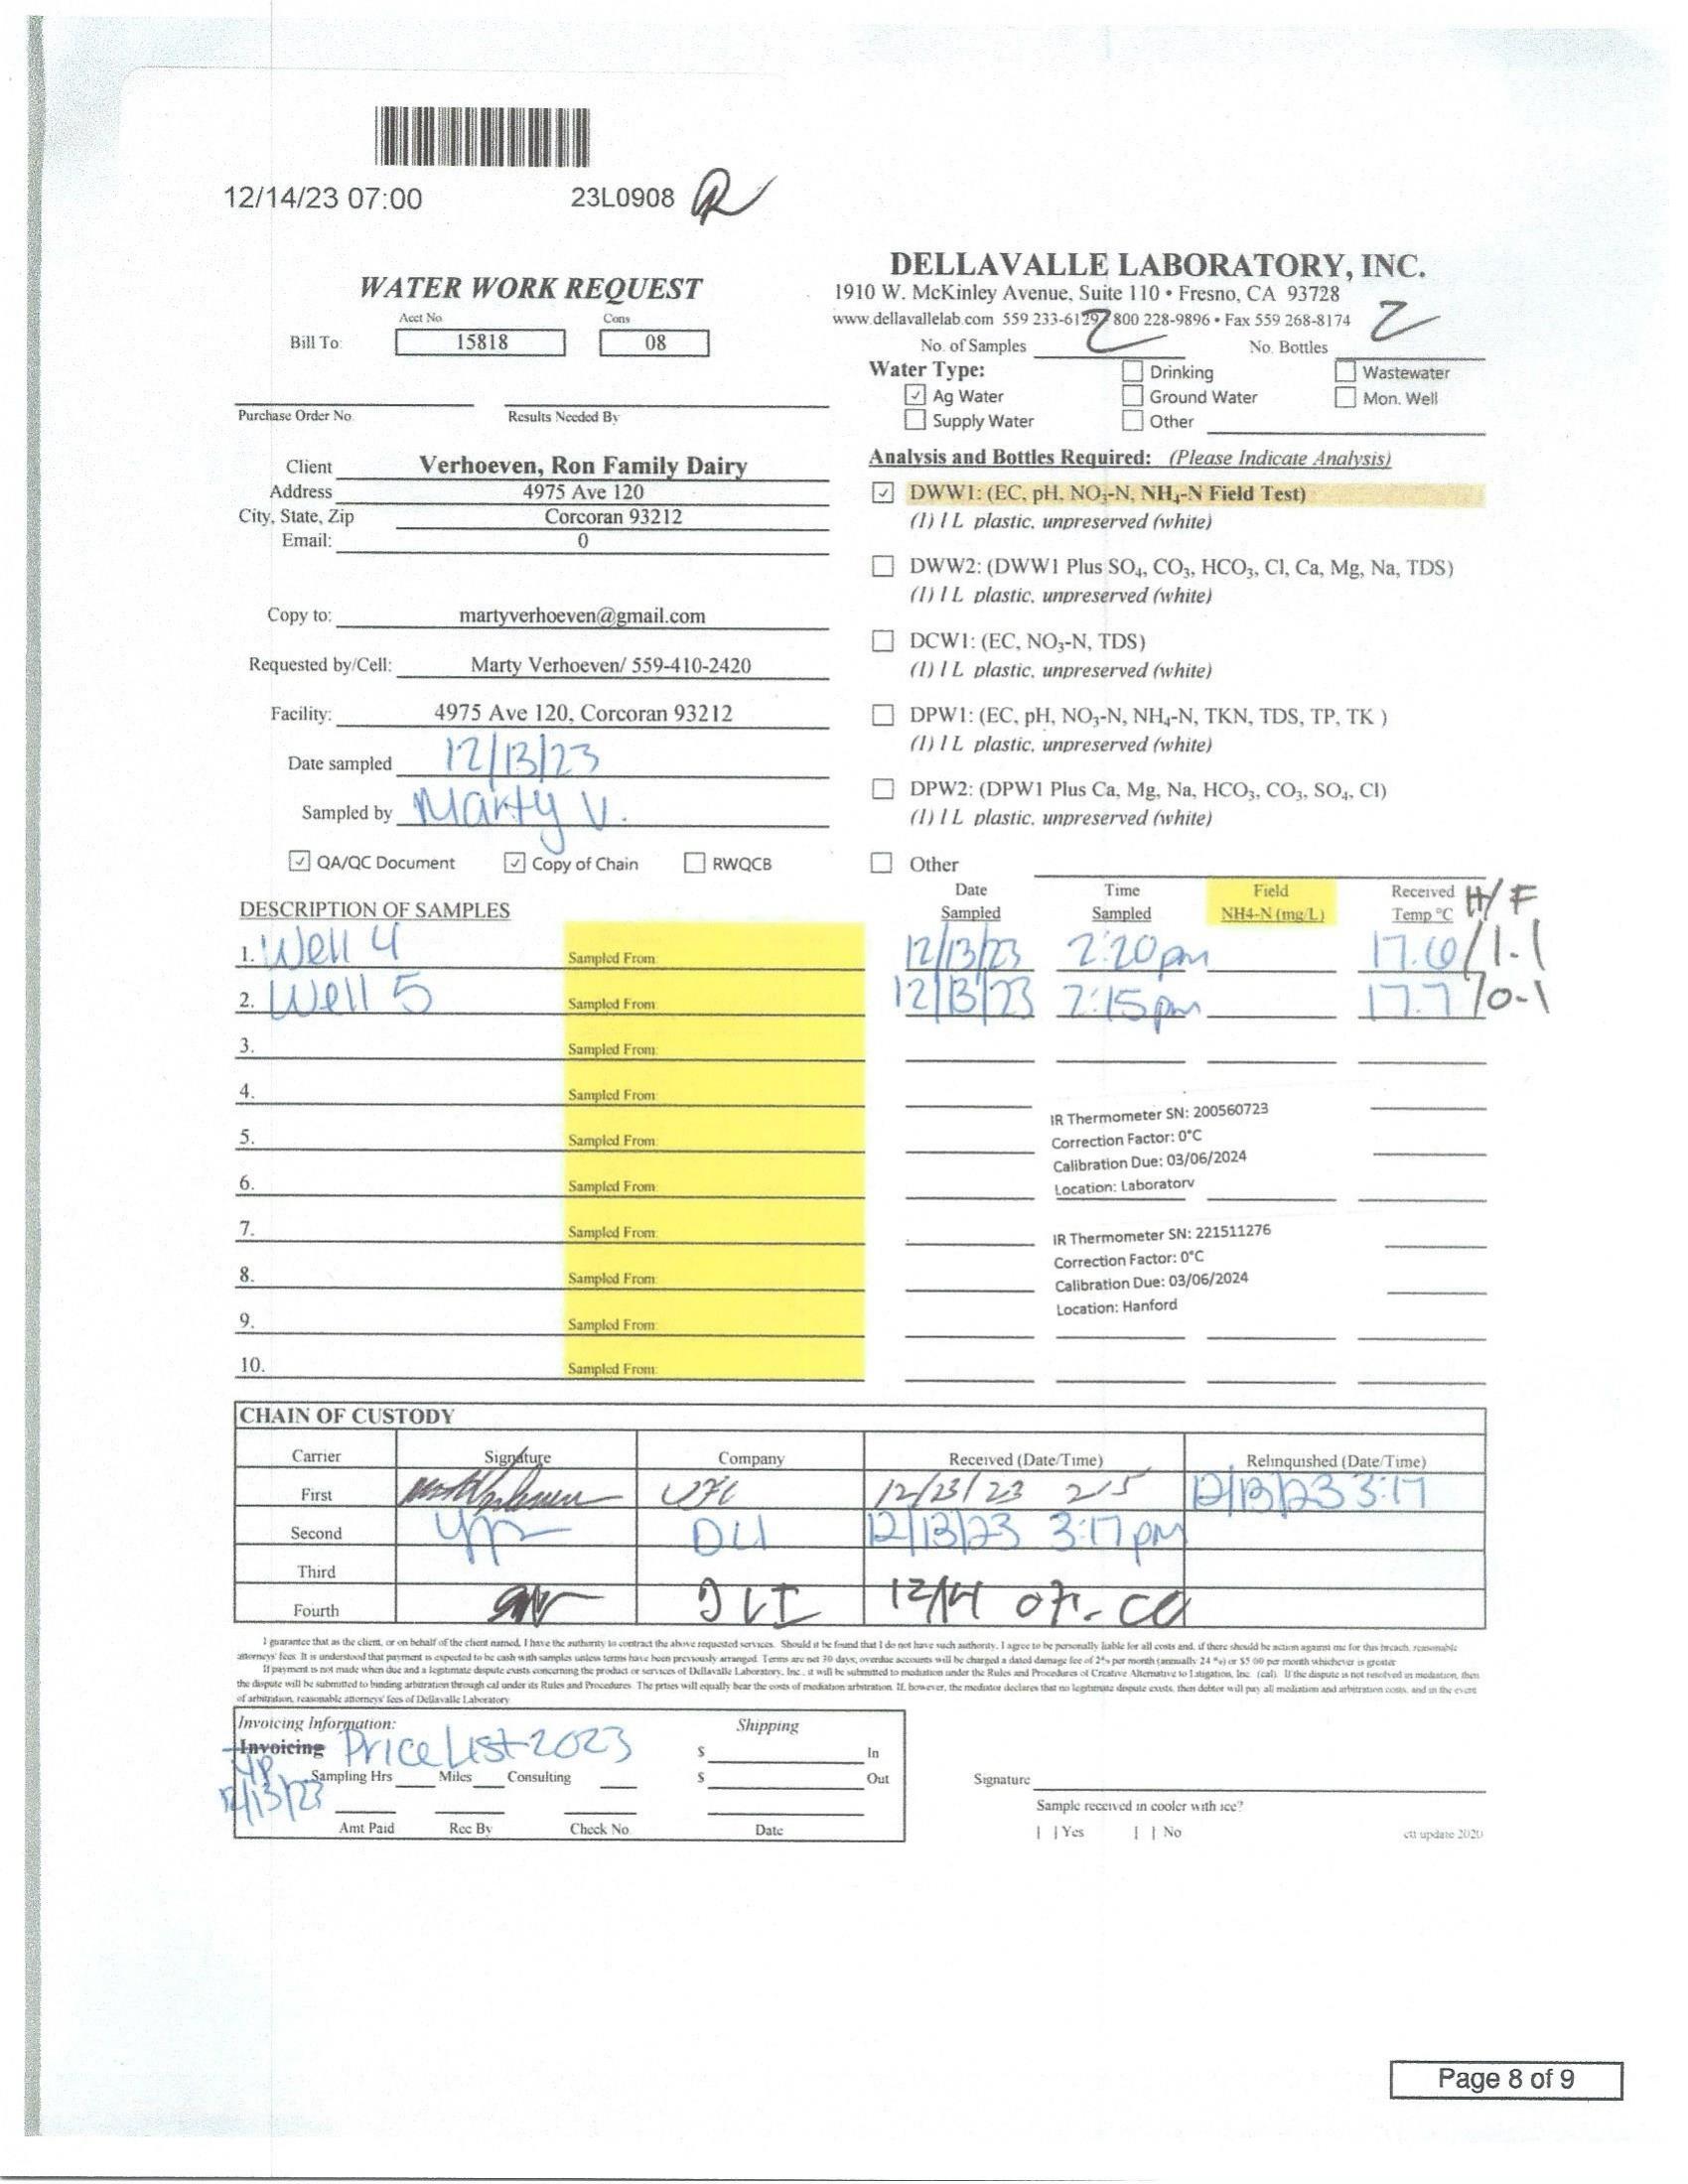 12/14/23 07:00 23L0908
DELLAVALLE LABORATORY, INC.
1910 W. McKinley Avenue, Suite 110 • Fresno, CA 93728
www.dellavallelab.com 559 233-6129 800 228-9896 • Fax 559 268-8174
WATER WORK REQUEST
Acct No Cons
Bill To: 15818 08
Purchase Order No. Results Needed By
Client Verhoeven, Ron Family Dairy
Address 4975 Ave 120
City, State, Zip Corcoran 93212
Email: 0
Copy to: martyverhoeven@gmail.com
Requested by/Cell: Marty Verhoeven/ 559-410-2420
Facility: 4975 Ave 120, Corcoran 93212
Date sampled 12/13/23
Sampled by Marty V.
QA/QC Document Copy of Chain RWQCB
No. of Samples 2 No. Bottles 2
Water Type: Drinking Wastewater
Ag Water Ground Water Mon. Well
Supply Water Other
Analysis and Bottles Required: (Please Indicate Analysis)
DWW1: (EC, pH, NO3-N, NH4-N Field Test)
(1) 1 L plastic, unpreserved (white)
DWW2: (DWW1 Plus SO4, CO3, HCO3, Cl, Ca, Mg, Na, TDS)
(1) 1 L plastic, unpreserved (white)
DCW1: (EC, NO3-N, TDS)
(1) 1 L plastic, unpreserved (white)
DPW1: (EC, pH, NO3-N, NH4-N, TKN, TDS, TP, TK )
(1) 1 L plastic, unpreserved (white)
DPW2: (DPW1 Plus Ca, Mg, Na, HCO3, CO3, SO4, Cl)
(1) 1 L plastic, unpreserved (white)
Other
DESCRIPTION OF SAMPLES Date Sampled Time Sampled Field NH4-N (mg/L) Received Temp °C H/F
1. Well 4 Sampled From: 12/13/23 2:20pm 17.6/1.1
2. Well 5 Sampled From: 12/13/23 2:15pm 17.7/0.1
3. Sampled From:
4. Sampled From:
5. Sampled From:
6. Sampled From:
7. Sampled From:
8. Sampled From:
9. Sampled From:
10. Sampled From:
IR Thermometer SN: 200560723
Correction Factor: 0°C
Calibration Due: 03/06/2024
Location: Laboratory
IR Thermometer SN: 221511276
Correction Factor: 0°C
Calibration Due: 03/06/2024
Location: Hanford
CHAIN OF CUSTODY
Carrier Signature Company Received (Date/Time) Relinquished (Date/Time)
First 12/23/23 215 12/13/23 3:17
Second DLI 12/13/23 3:17pm
Third
Fourth DLI 12/14 07:00
I guarantee that as the client, or on behalf of the client named, I have the authority to contract the above requested services. Should it be found that I do not have such authority, I agree to be personally liable for all costs and, if there should be action against me for this breach, reasonable
attorneys' fees. It is understood that payment is expected to be cash with samples unless terms have been previously arranged. Terms are net 30 days, overdue accounts will be charged a dated damage fee of 2% per month (annually 24 %) or $5.00 per month whichever is greater
If payment is not made when due and a legitimate dispute exists concerning the product or services of Dellavalle Laboratory, Inc., it will be submitted to mediation under the Rules and Procedures of Creative Alternative to Litigation, Inc. (cal). If the dispute is not resolved in mediation, then
the dispute will be submitted to binding arbitration through cal under its Rules and Procedures. The prties will equally bear the costs of mediation arbitration. If, however, the mediator declares that no legitimate dispute exists, then debtor will pay all mediation and arbitration costs, and in the event
of arbitration, reasonable attorneys' fees of Dellavalle Laboratory
Invoicing Information: Shipping
Invoicing Price List 2023 $ In
YP 12/13/23
Sampling Hrs Miles Consulting $ Out
Amt Paid Rec By Check No. Date
Signature
Sample received in cooler with ice?
[ ] Yes [ ] No
ctt update 2020
Page 8 of 9